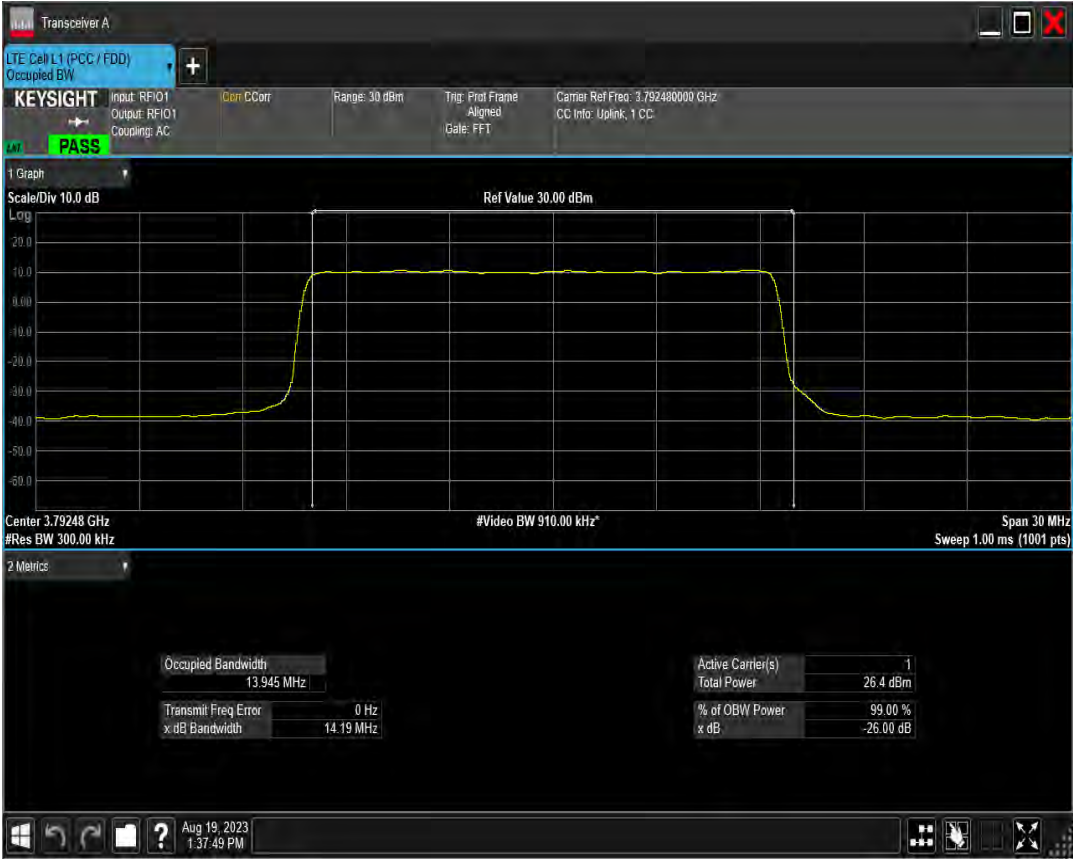 Transceiver A
LTE Cell L1 (PCC / FDD)
Occupied BW
+
KEYSIGHT
Input: RFIO1
Output: RFIO1
Coupling: AC
Corr CCorr
Range: 30 dBm
Trig: Prdt Frame
Aligned
Gate: FFT
Carrier Ref Freq: 3.792480000 GHz
CC Info: Uplink, 1 CC
PASS
1 Graph
Scale/Div 10.0 dB
Ref Value 30.00 dBm
Log
20.0
10.0
0.00
-10.0
-20.0
-30.0
-40.0
-50.0
-60.0
Center 3.79248 GHz
#Video BW 910.00 kHz*
Span 30 MHz
#Res BW 300.00 kHz
Sweep 1.00 ms (1001 pts)
2 Metrics
Occupied Bandwidth
13.945 MHz
Transmit Freq Error 0 Hz
x dB Bandwidth 14.19 MHz
Active Carrier(s) 1
Total Power 26.4 dBm
% of OBW Power 99.00 %
x dB -26.00 dB
?
Aug 19, 2023
1:37:49 PM